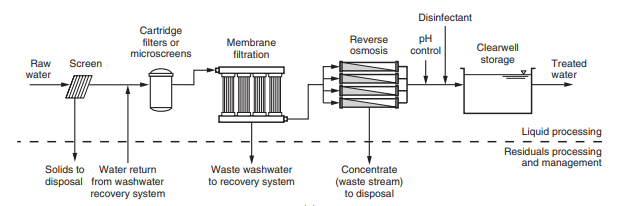 Disinfectant
Cartridge
filters or
microscreens
Membrane
filtration
Reverse
osmosis
pH
control
Clearwell
storage
Raw
water
Screen
Treated
water
Liquid processing
Residuals processing
and management
Solids to
disposal
Water return
from washwater
recovery system
Waste washwater
to recovery system
Concentrate
(waste stream)
to disposal